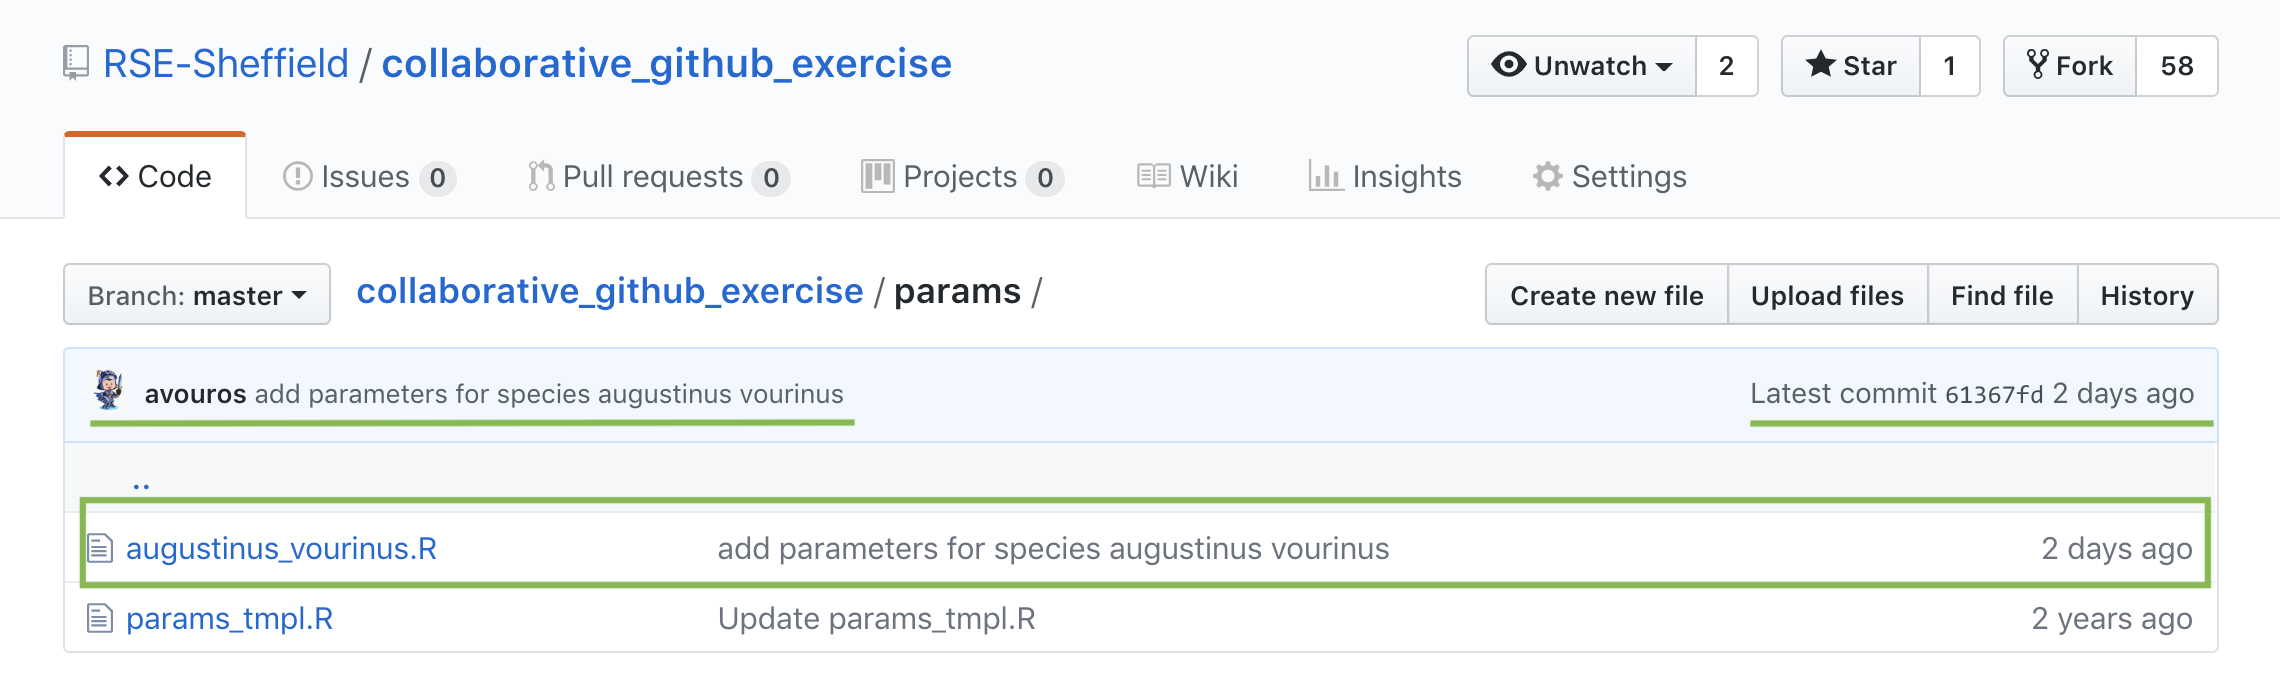 RSE-Sheffield / collaborative_github_exercise Unwatch 2 Star 1 Fork 58
Code Issues 0 Pull requests 0 Projects 0 Wiki Insights Settings
Branch: master collaborative_github_exercise / params / Create new file Upload files Find file History
avouros add parameters for species augustinus vourinus Latest commit 61367fd 2 days ago
..
augustinus_vourinus.R add parameters for species augustinus vourinus 2 days ago
params_tmpl.R Update params_tmpl.R 2 years ago